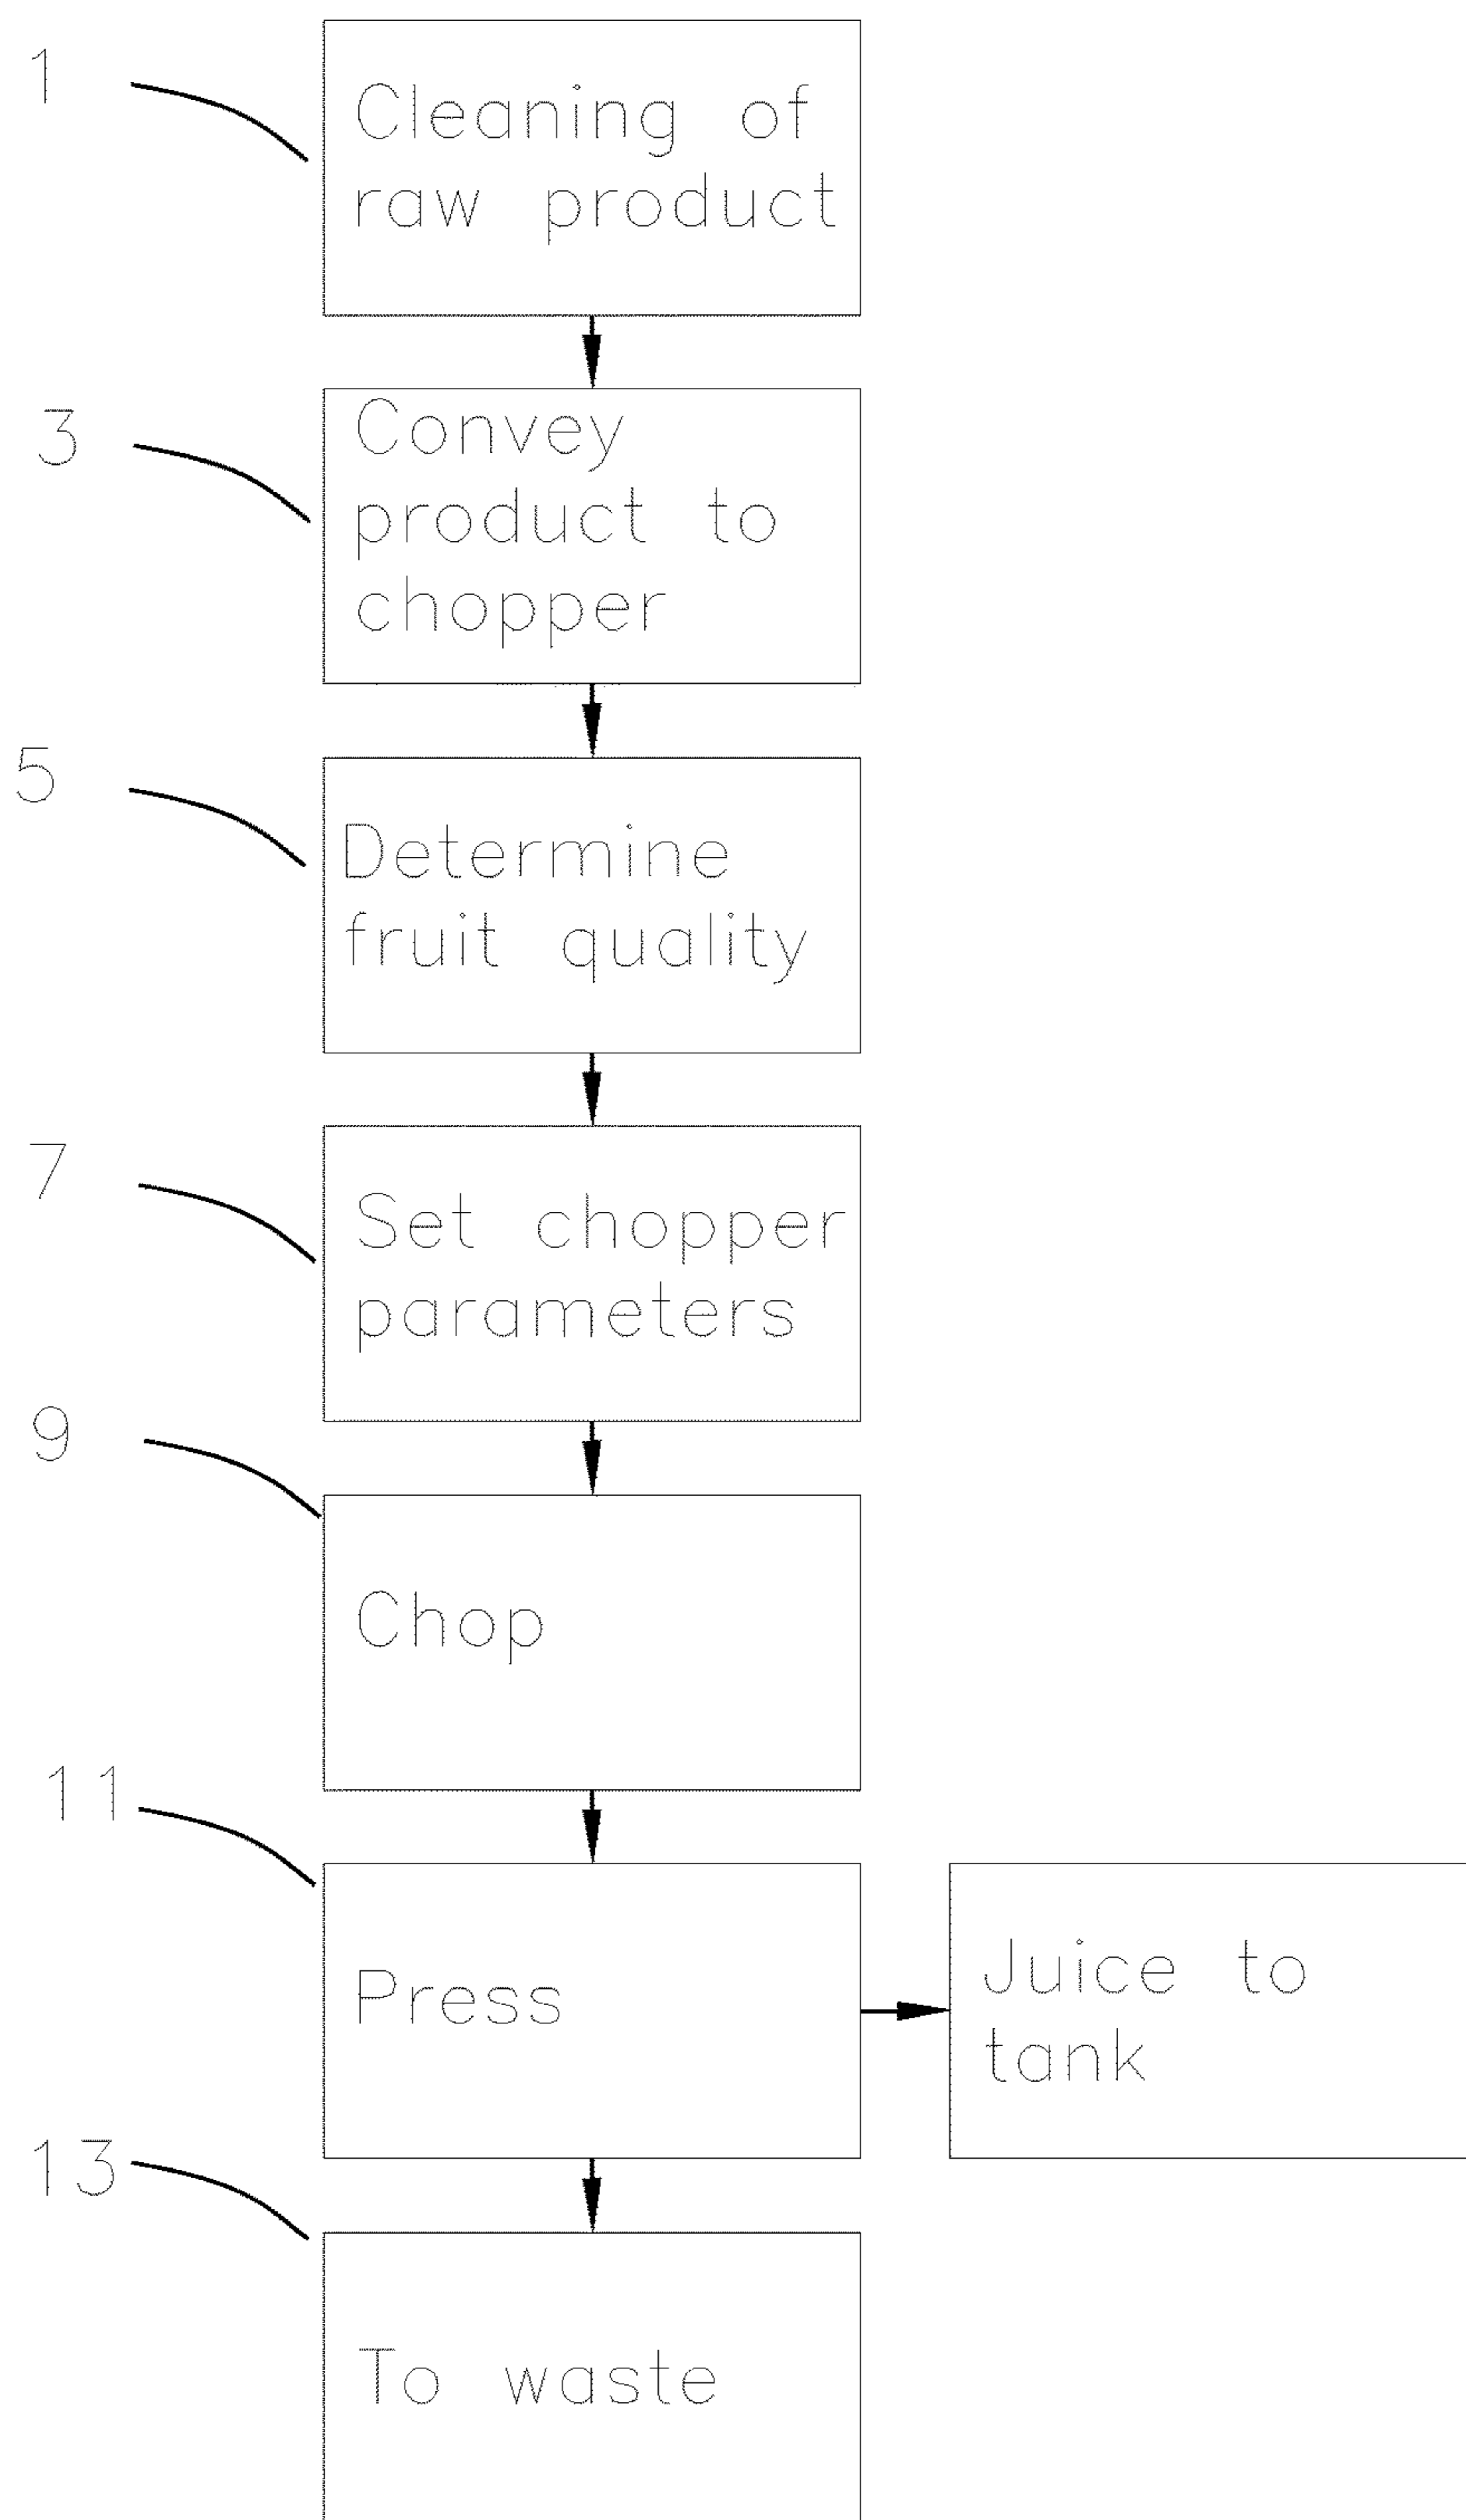 1
Cleaning of
raw product
3
Convey
product to
chopper
5
Determine
fruit quality
7
Set chopper
parameters
9
Chop
11
Press
Juice to
tank
13
To waste